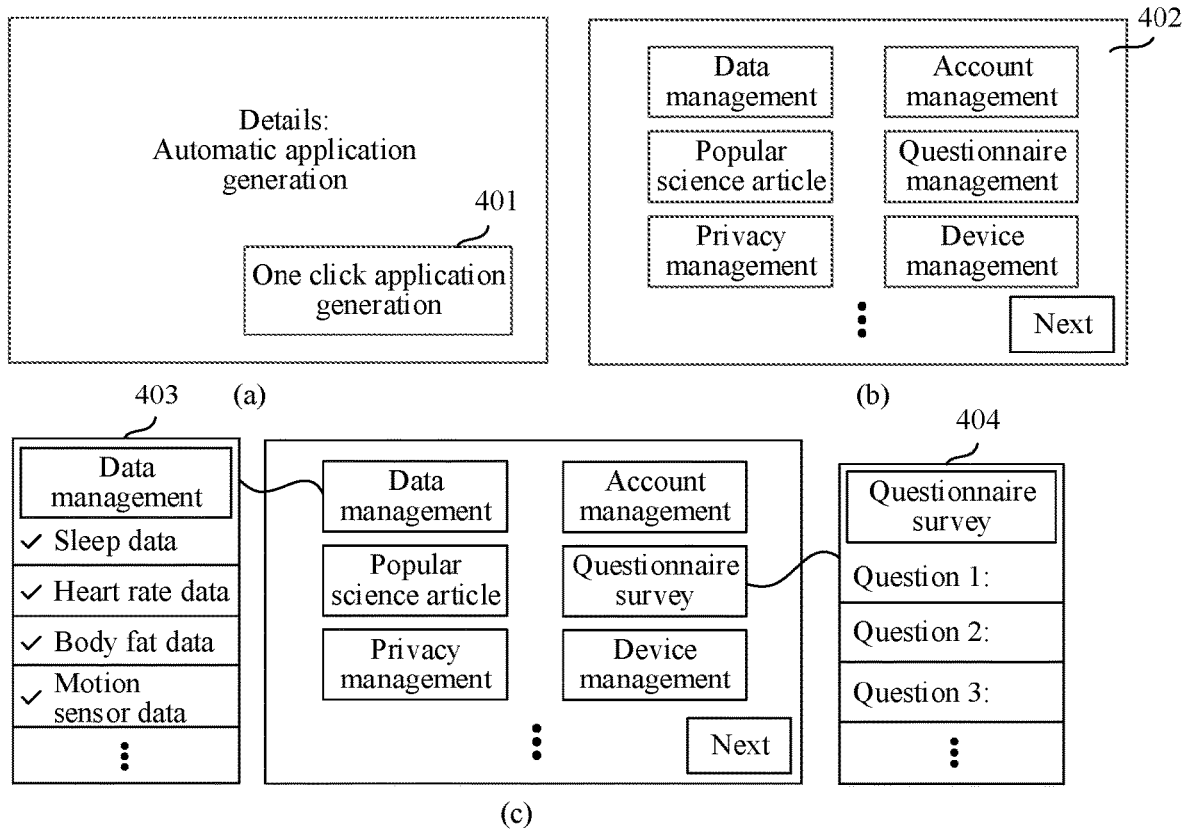 Details:
Automatic application
generation
401
One click application
generation
(a)
402
Data
management
Account
management
Popular
science article
Questionnaire
management
Privacy
management
Device
management
Next
(b)
403
Data
management
✓ Sleep data
✓ Heart rate data
✓ Body fat data
✓ Motion
sensor data
Data
management
Account
management
Popular
science article
Questionnaire
survey
Privacy
management
Device
management
Next
404
Questionnaire
survey
Question 1:
Question 2:
Question 3:
(c)